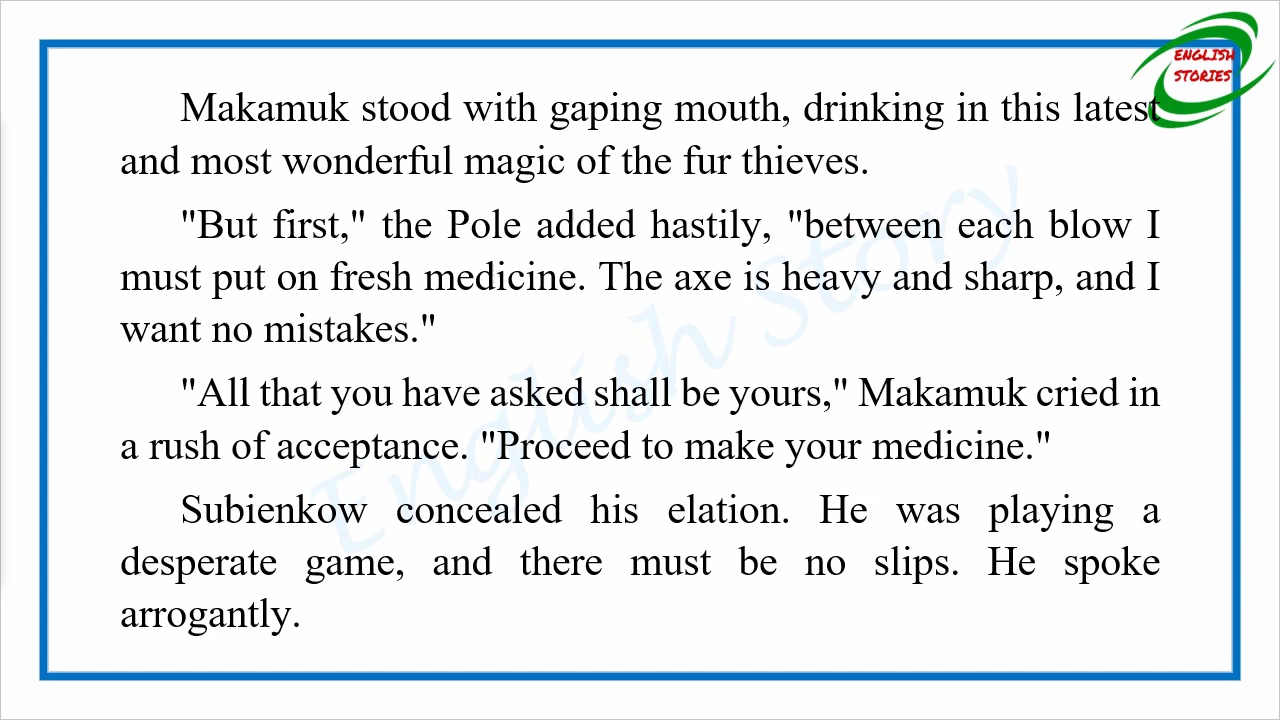 ENGLISH
STORIES
Makamuk stood with gaping mouth, drinking in this latest
and most wonderful magic of the fur thieves.
"But first," the Pole added hastily, "between each blow I
must put on fresh medicine. The axe is heavy and sharp, and I
want no mistakes."
"All that you have asked shall be yours," Makamuk cried in
a rush of acceptance. "Proceed to make your medicine."
Subienkow concealed his elation. He was playing a
desperate game, and there must be no slips. He spoke
arrogantly.
English Story